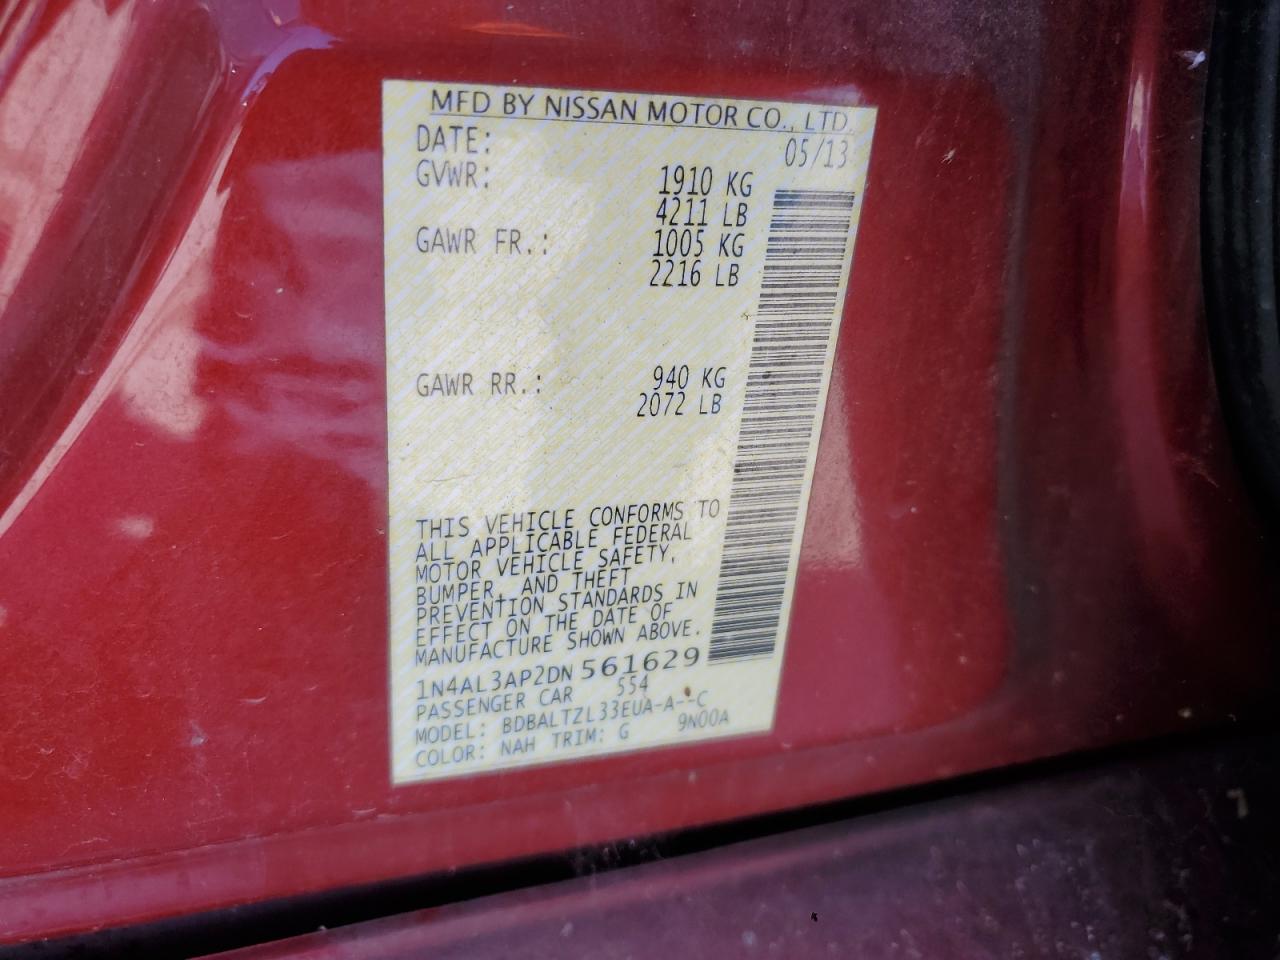 MFD BY NISSAN MOTOR CO., LTD.
DATE: 05/13
GVWR: 1910 KG
4211 LB
GAWR FR.: 1005 KG
2216 LB
GAWR RR.: 940 KG
2072 LB
THIS VEHICLE CONFORMS TO
ALL APPLICABLE FEDERAL
MOTOR VEHICLE SAFETY,
BUMPER, AND THEFT
PREVENTION STANDARDS IN
EFFECT ON THE DATE OF
MANUFACTURE SHOWN ABOVE.
1N4AL3AP2DN561629
PASSENGER CAR 554
MODEL: BDBALTZL33EUA-A--C
COLOR: NAH TRIM: G 9N00A